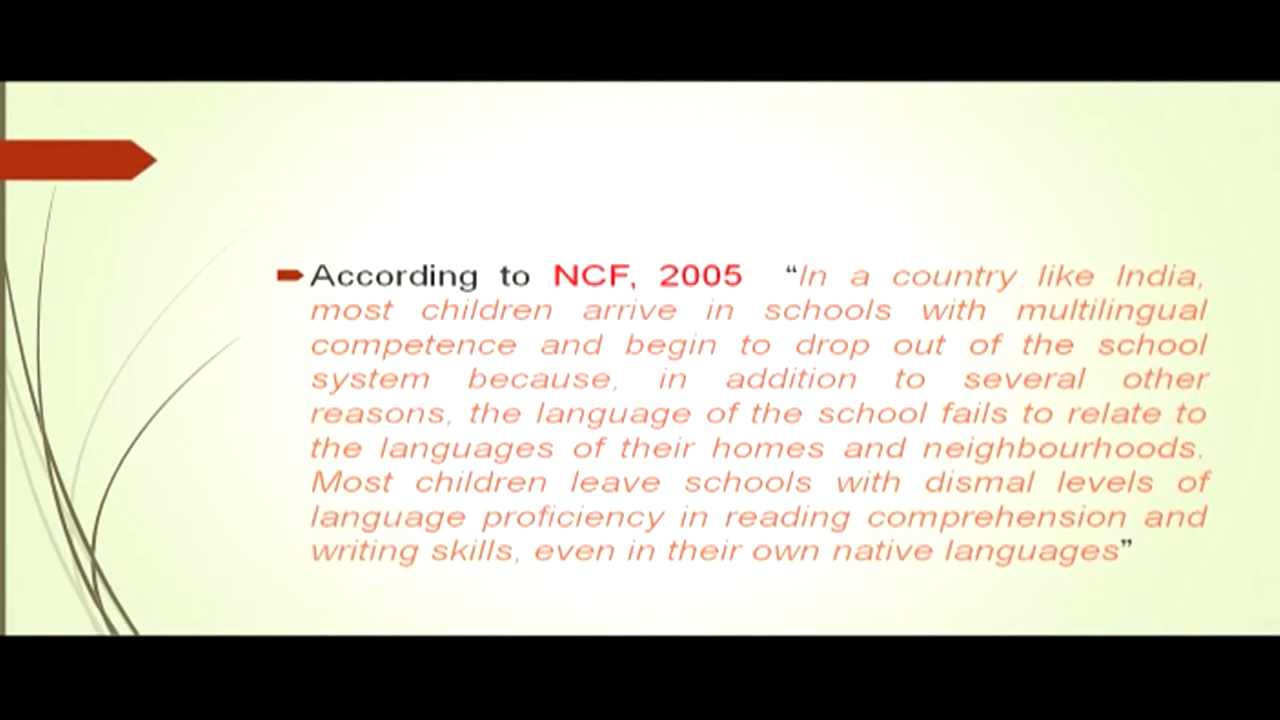 According to NCF, 2005 “In a country like India,
most children arrive in schools with multilingual
competence and begin to drop out of the school
system because, in addition to several other
reasons, the language of the school fails to relate to
the languages of their homes and neighbourhoods.
Most children leave schools with dismal levels of
language proficiency in reading comprehension and
writing skills, even in their own native languages”